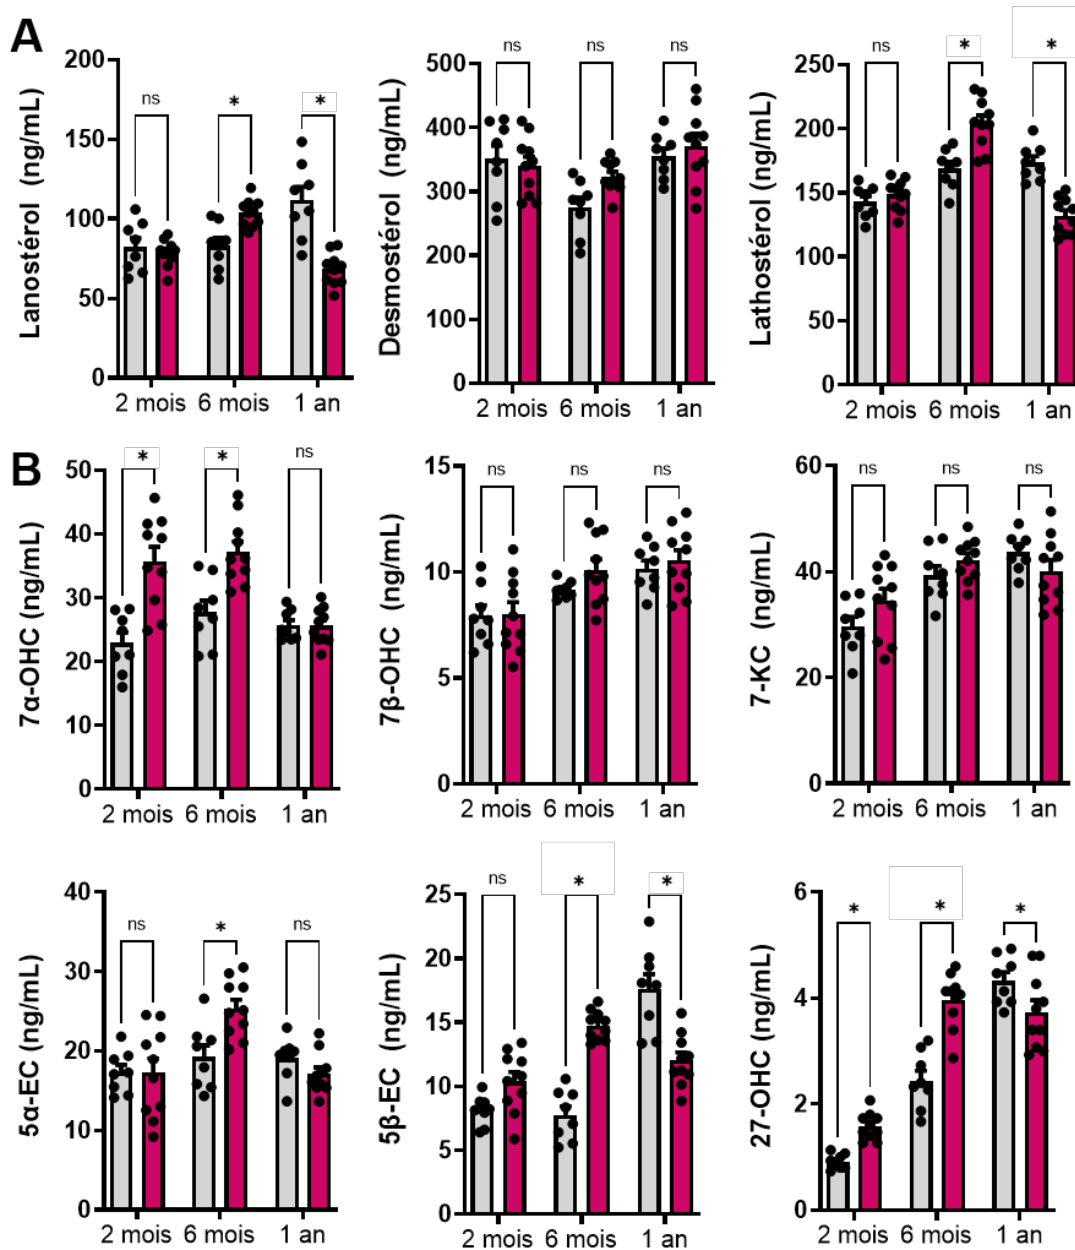 A
Lanostérol (ng/mL)
200
150
100
50
0
ns
*
*
2 mois
6 mois
1 an
Desmostérol (ng/mL)
500
400
300
200
100
0
ns
ns
ns
2 mois
6 mois
1 an
Lathostérol (ng/mL)
250
200
150
100
50
0
ns
*
*
2 mois
6 mois
1 an
B
7α-OHC (ng/mL)
50
40
30
20
10
0
*
*
ns
2 mois
6 mois
1 an
7β-OHC (ng/mL)
15
10
5
0
ns
ns
ns
2 mois
6 mois
1 an
7-KC (ng/mL)
60
40
20
0
ns
ns
ns
2 mois
6 mois
1 an
5α-EC (ng/mL)
40
30
20
10
0
ns
*
ns
2 mois
6 mois
1 an
5β-EC (ng/mL)
25
20
15
10
5
0
ns
*
*
2 mois
6 mois
1 an
27-OHC (ng/mL)
6
4
2
0
*
*
*
2 mois
6 mois
1 an